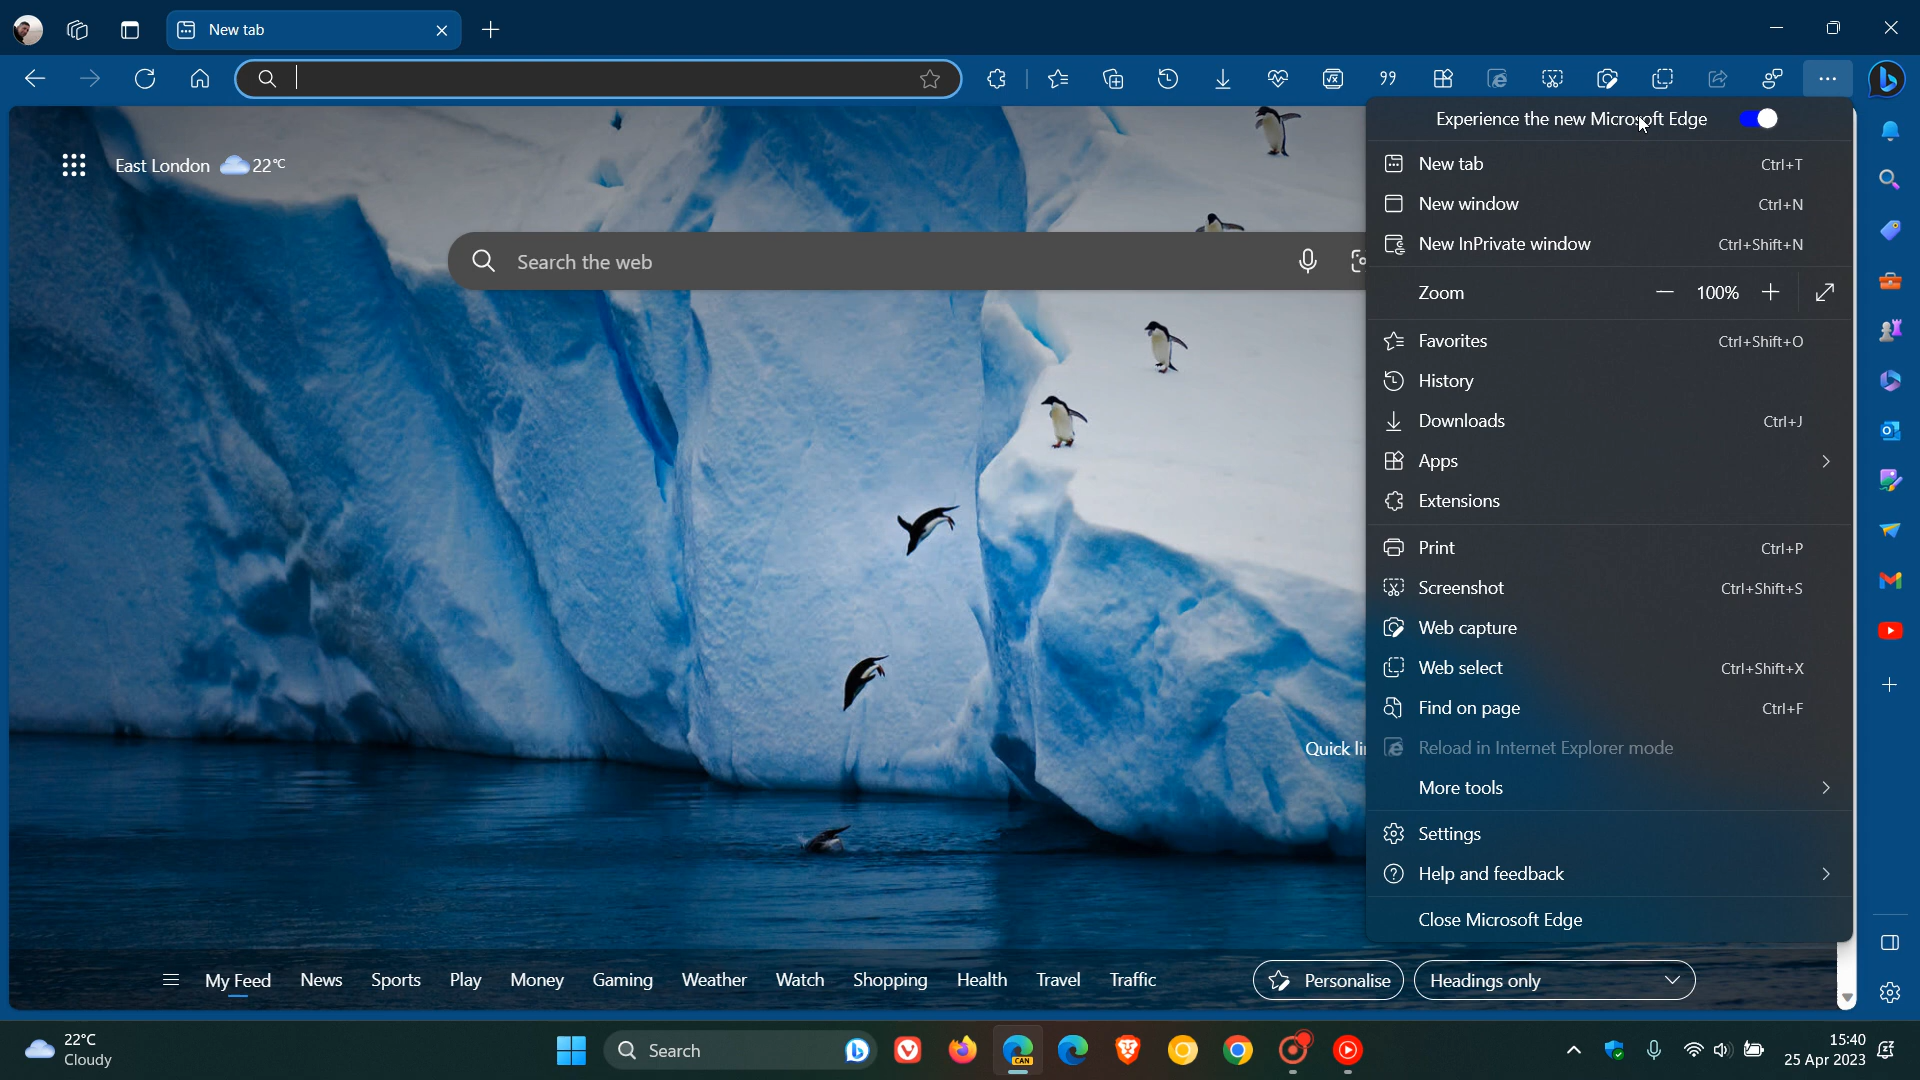 New tab
East London 22°C
Search the web
Quick li
Experience the new Microsoft Edge
New tab Ctrl+T
New window Ctrl+N
New InPrivate window Ctrl+Shift+N
Zoom 100%
Favorites Ctrl+Shift+O
History
Downloads Ctrl+J
Apps
Extensions
Print Ctrl+P
Screenshot Ctrl+Shift+S
Web capture
Web select Ctrl+Shift+X
Find on page Ctrl+F
Reload in Internet Explorer mode
More tools
Settings
Help and feedback
Close Microsoft Edge
My Feed News Sports Play Money Gaming Weather Watch Shopping Health Travel Traffic Personalise Headings only
22°C
Cloudy
Search
CAN
15:40
25 Apr 2023